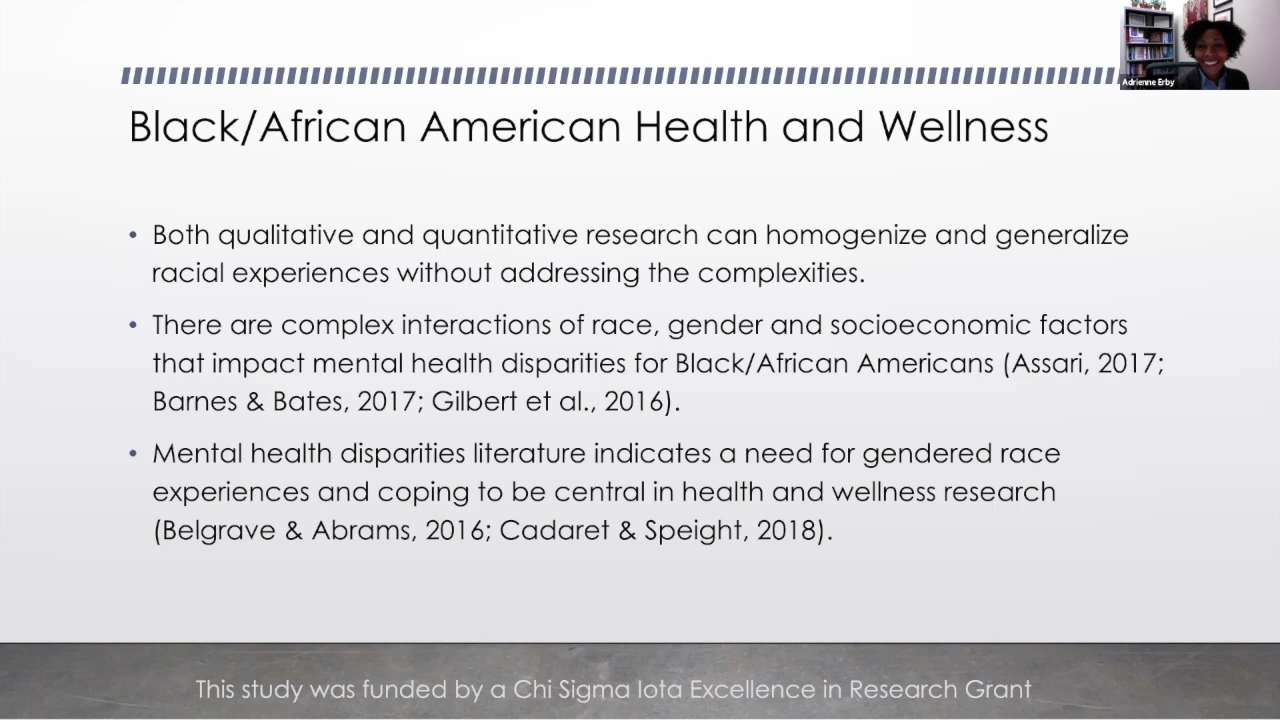 Adrienne Erby
Black/African American Health and Wellness
• Both qualitative and quantitative research can homogenize and generalize
racial experiences without addressing the complexities.
• There are complex interactions of race, gender and socioeconomic factors
that impact mental health disparities for Black/African Americans (Assari, 2017;
Barnes & Bates, 2017; Gilbert et al., 2016).
• Mental health disparities literature indicates a need for gendered race
experiences and coping to be central in health and wellness research
(Belgrave & Abrams, 2016; Cadaret & Speight, 2018).
This study was funded by a Chi Sigma Iota Excellence in Research Grant